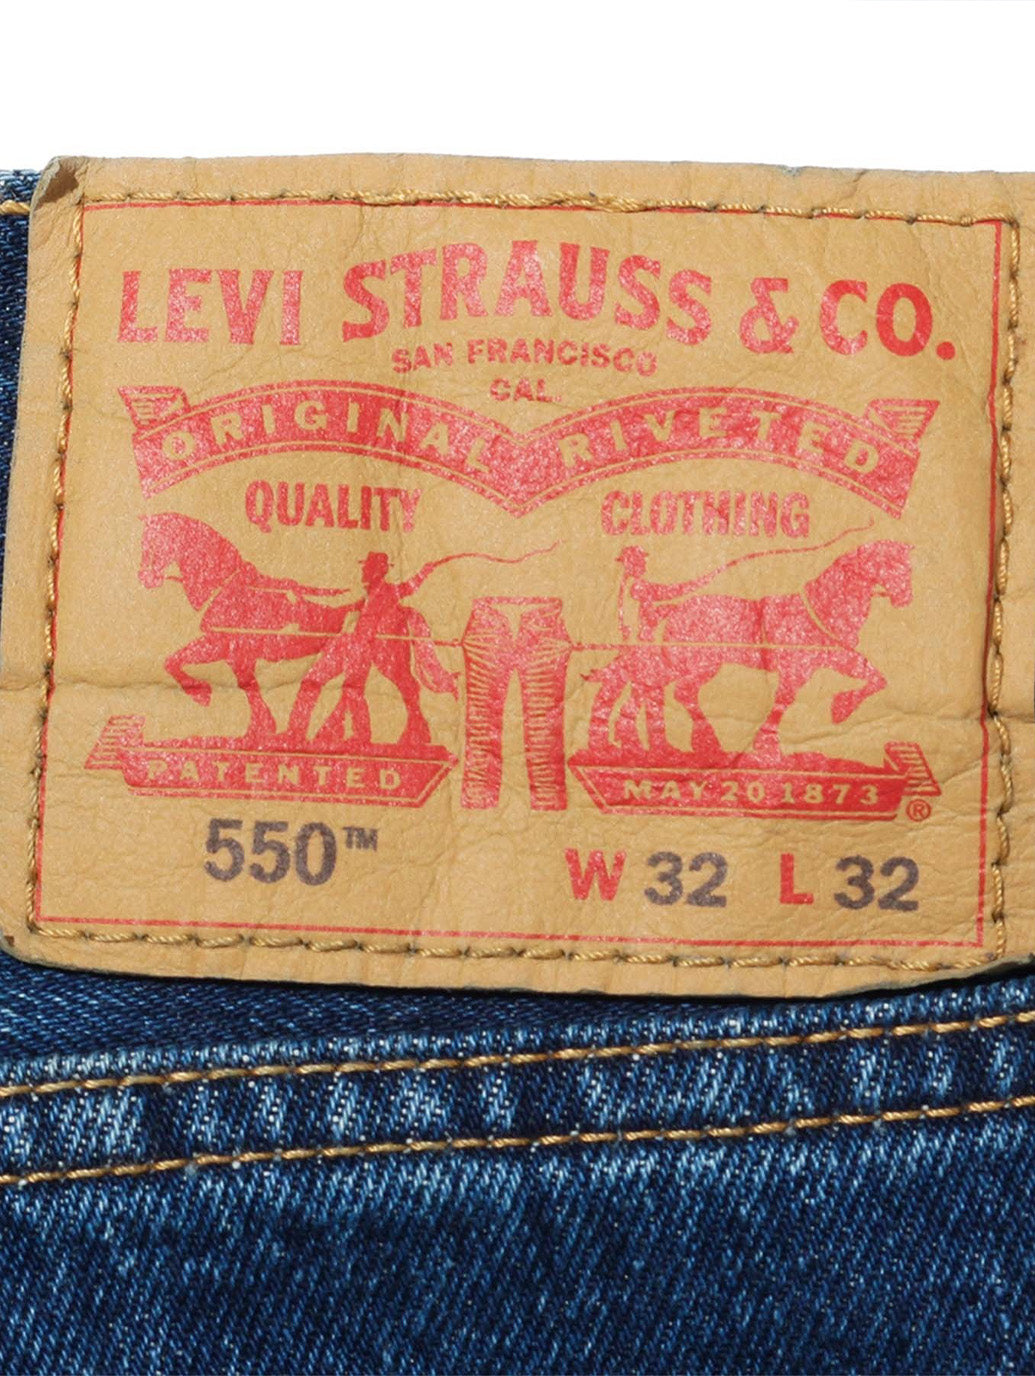 LEVI STRAUSS & CO.
SAN FRANCISCO
CAL.
ORIGINAL RIVETED
QUALITY CLOTHING
PATENTED MAY 20 1873 ®
550™ W 32 L 32